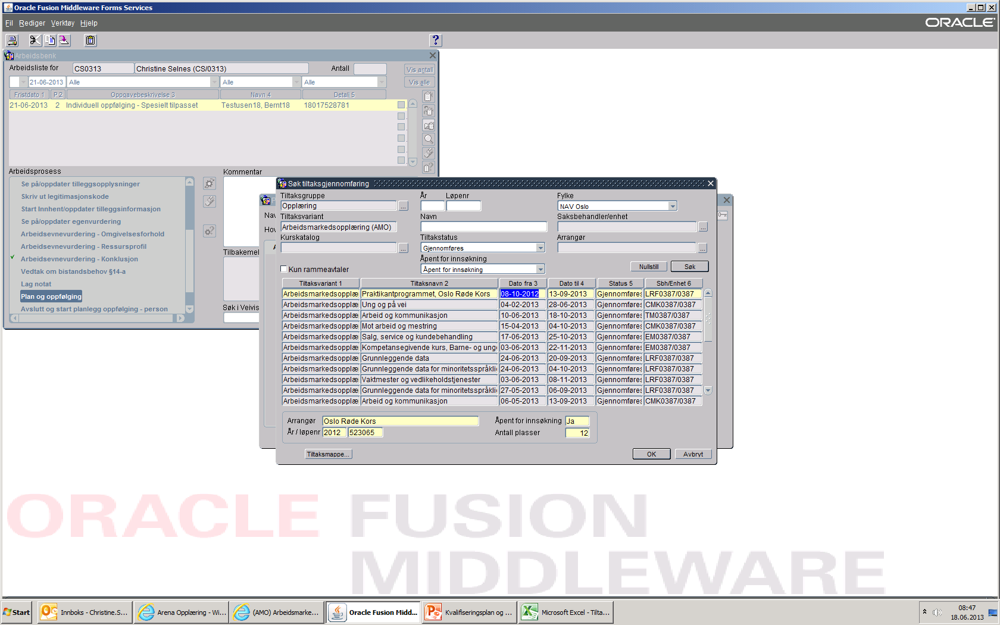 Oracle Fusion Middleware Forms Services
Fil Rediger Verktøy Hjelp
ORACLE
Arbeidsbenk
Arbeidsliste for CS0313 Christine Selnes (CS/0313) Antall Vis antall
21-06-2013 Alle Alle Alle Vis alle
Fristdato 1 P.2 Oppgavebeskrivelse 3 Navn 4 Detalj 5
21-06-2013 2 Individuell oppfølging - Spesielt tilpasset Testusen18, Bernt18 18017528781
Arbeidsprosess
Se på/oppdater tilleggsopplysninger
Skriv ut legitimasjonskode
Start Innhent/oppdater tilleggsinformasjon
Se på/oppdater egenvurdering
Arbeidsevnevurdering - Omgivelsesforhold
Arbeidsevnevurdering - Ressursprofil
Arbeidsevnevurdering - Konklusjon
Vedtak om bistandsbehov §14-a
Lag notat
Plan og oppfølging
Avslutt og start planlegg oppfølging - person
Kommentar
Tilbakemel
Søk i Veivis
Nav
Hov
A
Søk tiltaksgjennomføring
Tiltaksgruppe År Løpenr Fylke
Opplæring ... NAV Oslo
Tiltaksvariant Navn Saksbehandler/enhet
Arbeidsmarkedsopplæring (AMO) ...
Kurskatalog Tiltakstatus Arrangør
... Gjennomføres ...
Åpent for innsøkning
Kun rammeavtaler Åpent for innsøkning Nullstill Søk
Tiltaksvariant 1 Tiltaksnavn 2 Dato fra 3 Dato til 4 Status 5 Sbh/Enhet 6
Arbeidsmarkedsopplæ Praktikantprogrammet, Oslo Røde Kors 08-10-2012 13-09-2013 Gjennomføres LRF0387/0387
Arbeidsmarkedsopplæ Ung og på vei 04-02-2013 28-06-2013 Gjennomføres CMK0387/0387
Arbeidsmarkedsopplæ Arbeid og kommunikasjon 10-06-2013 18-10-2013 Gjennomføres TM0387/0387
Arbeidsmarkedsopplæ Mot arbeid og mestring 15-04-2013 04-10-2013 Gjennomføres CMK0387/0387
Arbeidsmarkedsopplæ Salg, service og kundebehandling 17-06-2013 25-10-2013 Gjennomføres EM0387/0387
Arbeidsmarkedsopplæ Kompetansegivende kurs, Barne- og unge 03-06-2013 22-11-2013 Gjennomføres EM0387/0387
Arbeidsmarkedsopplæ Grunnleggende data 24-06-2013 20-09-2013 Gjennomføres LRF0387/0387
Arbeidsmarkedsopplæ Grunnleggende data for minoritetsspråklig 24-06-2013 04-10-2013 Gjennomføres LRF0387/0387
Arbeidsmarkedsopplæ Vaktmester og vedlikeholdstjenester 03-06-2013 08-11-2013 Gjennomføres LRF0387/0387
Arbeidsmarkedsopplæ Grunnleggende data for minoritetsspråklig 27-05-2013 06-09-2013 Gjennomføres LRF0387/0387
Arbeidsmarkedsopplæ Arbeid og kommunikasjon 06-05-2013 13-09-2013 Gjennomføres CMK0387/0387
Arrangør Oslo Røde Kors Åpent for innsøkning Ja
År / løpenr 2012 523065 Antall plasser 12
Tiltaksmappe... OK Avbryt
ORACLE FUSION
MIDDLEWARE
Start Innboks - Christine.S... Arena Opplæring - Wi... (AMO) Arbeidsmarke... Oracle Fusion Midd... Kvalifiseringsplan og ... Microsoft Excel - Tilta... 08:47
18.06.2013